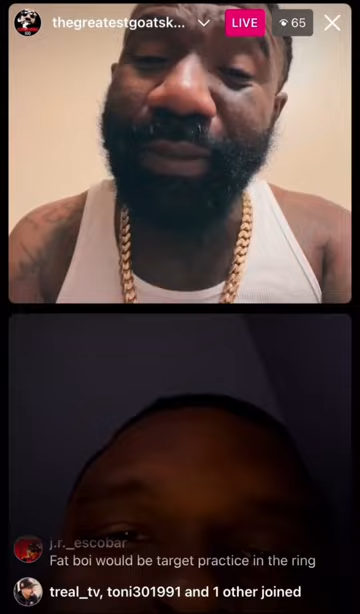 thegreatestgoatsk...
LIVE
65
j.r._escobar
Fat boi would be target practice in the ring
treal_tv, toni301991 and 1 other joined